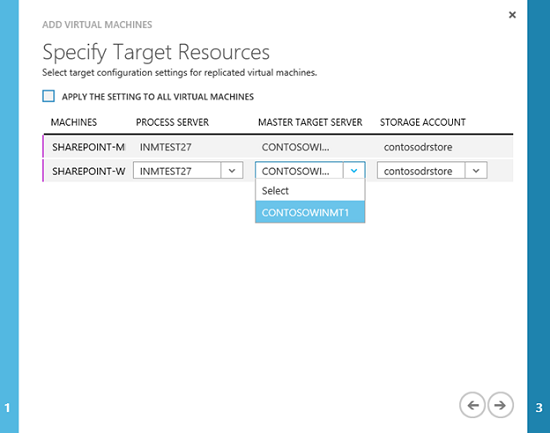 ADD VIRTUAL MACHINES
Specify Target Resources
Select target configuration settings for replicated virtual machines.
APPLY THE SETTING TO ALL VIRTUAL MACHINES
MACHINES PROCESS SERVER MASTER TARGET SERVER STORAGE ACCOUNT
SHAREPOINT-M INMTEST27 CONTOSOWI... contosodrstore
SHAREPOINT-W INMTEST27 CONTOSOWI... contosodrstore
Select
CONTOSOWINMT1
1 3